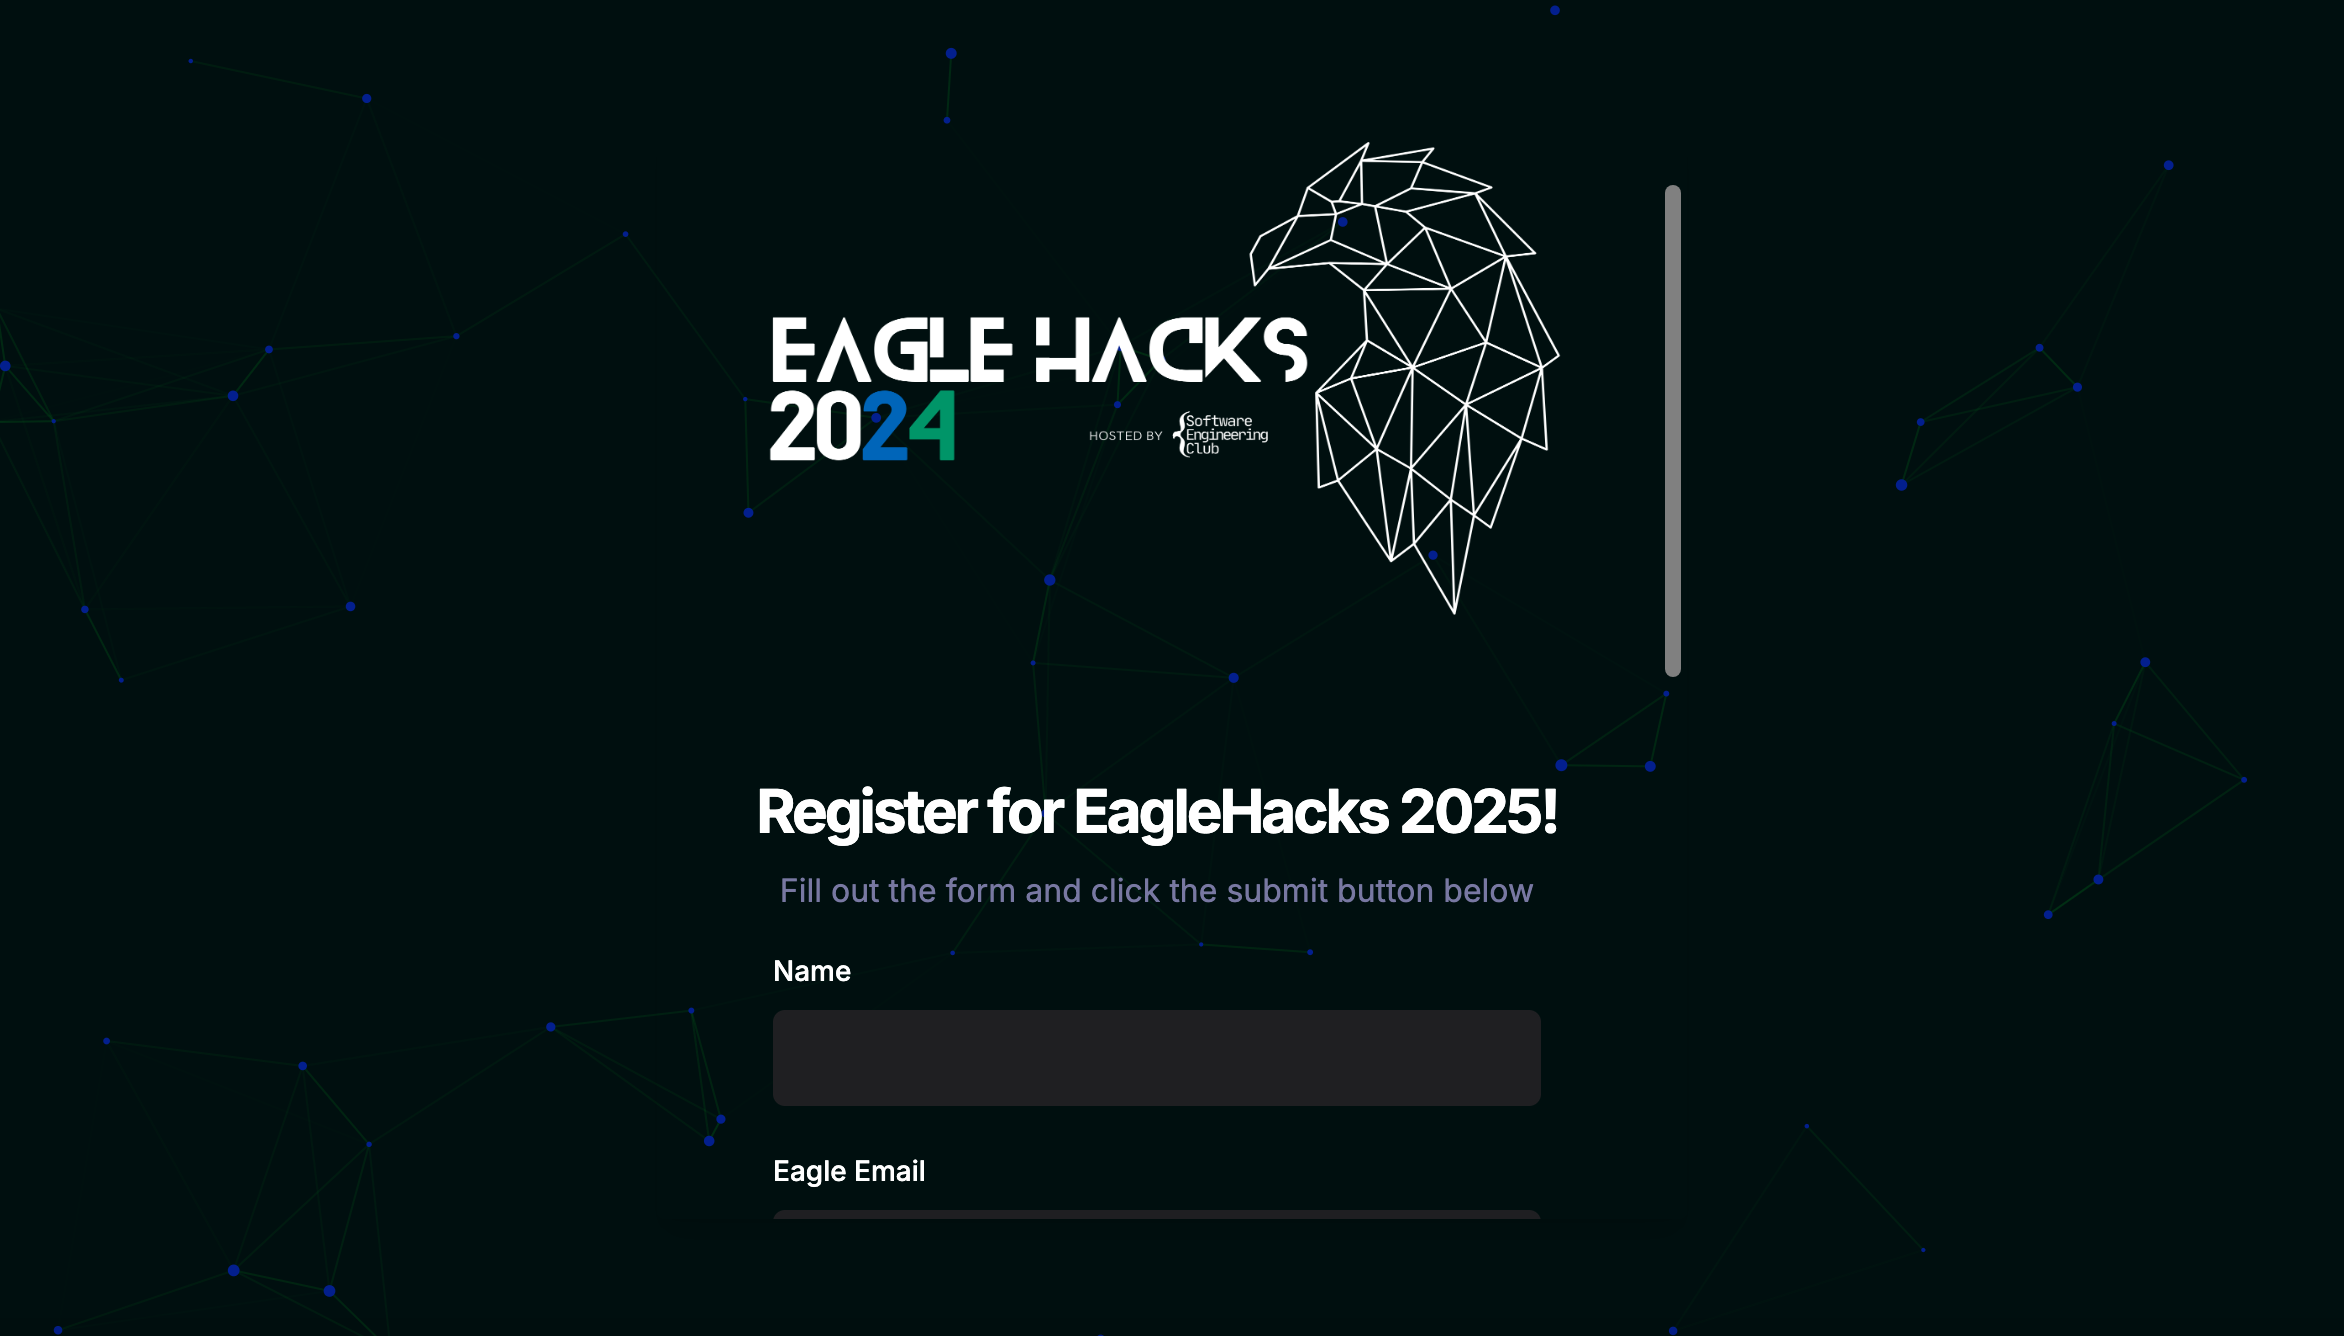 EAGLE HACKS
2024
HOSTED BY
Software
Engineering
Club
Register for EagleHacks 2025!
Fill out the form and click the submit button below
Name
Eagle Email